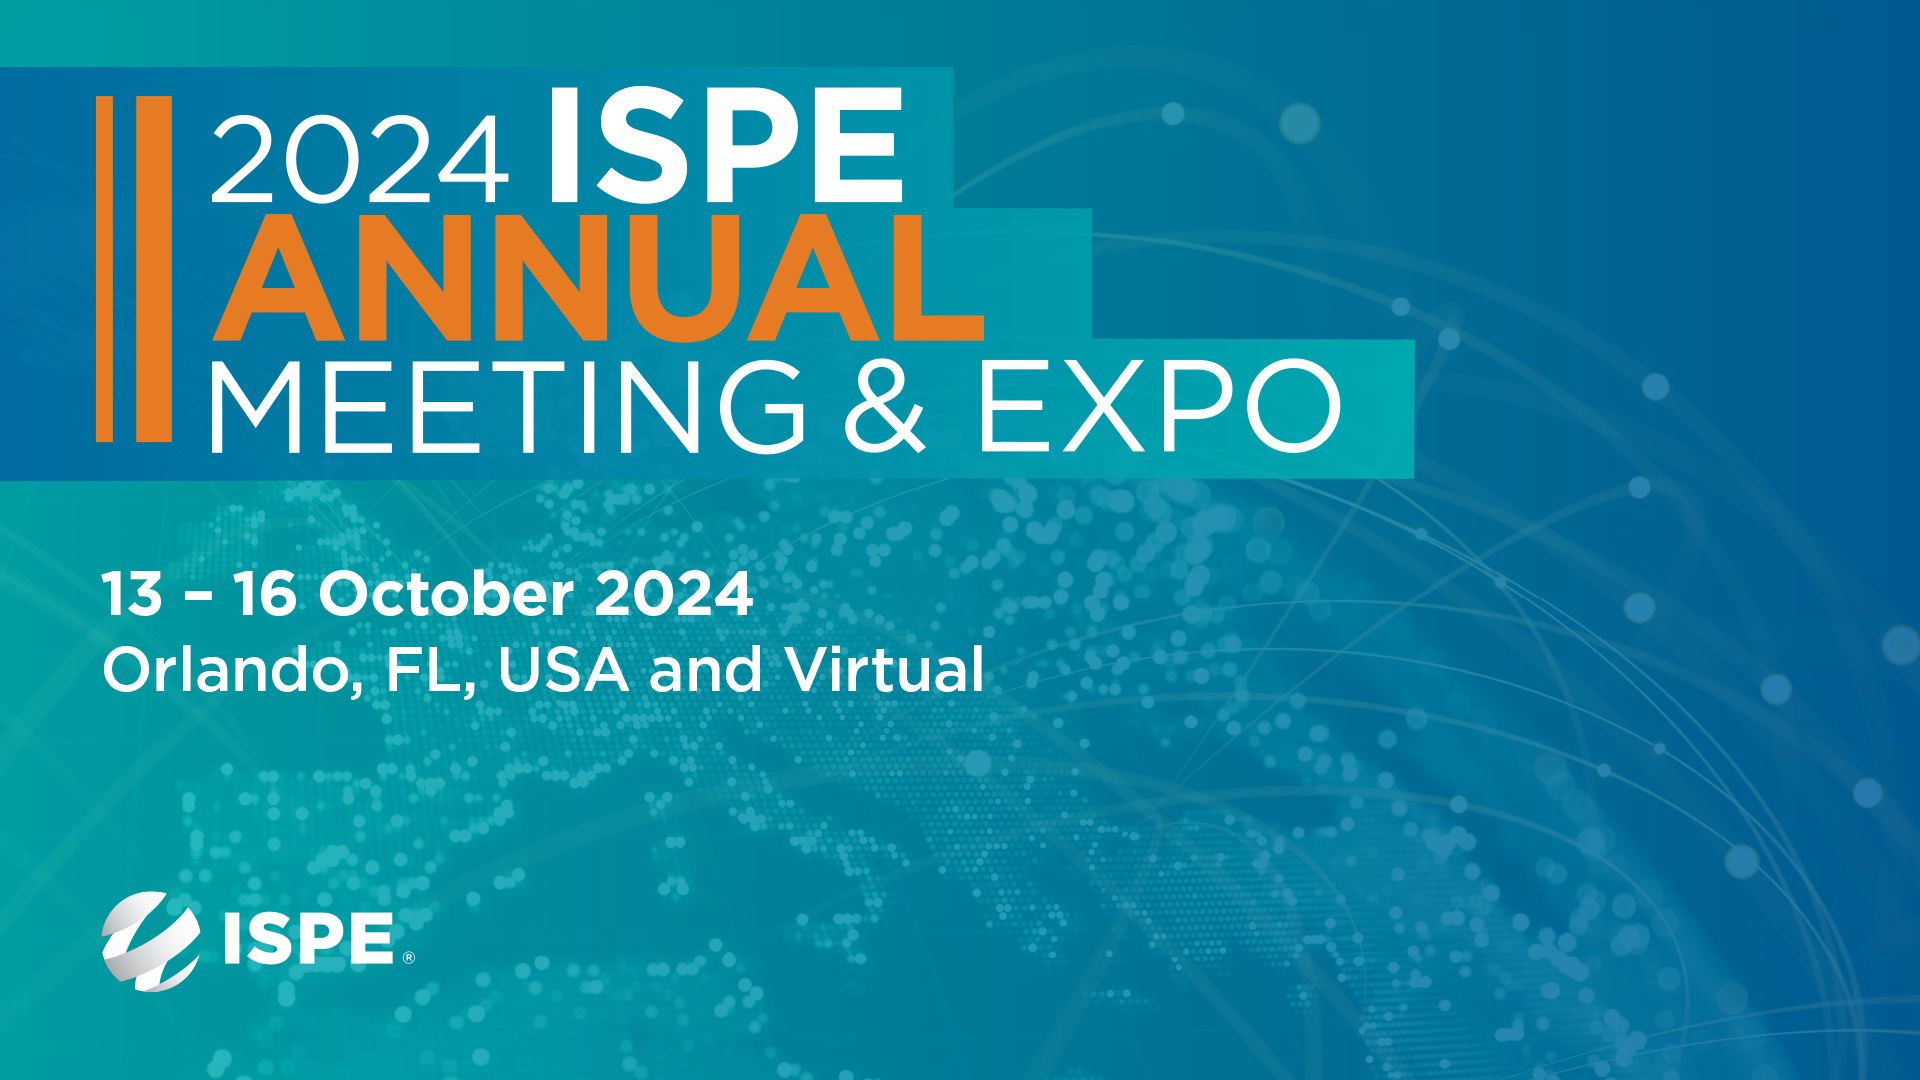 2024 ISPE
ANNUAL
MEETING & EXPO
13 – 16 October 2024
Orlando, FL, USA and Virtual
ISPE®